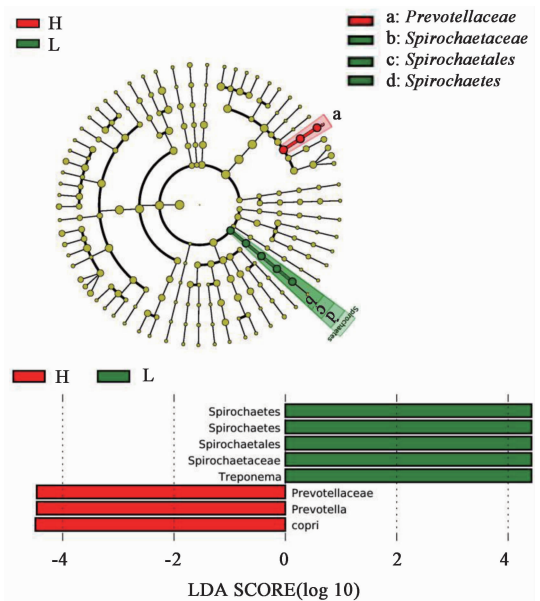 H
L
a: Prevotellaceae
b: Spirochaetaceae
c: Spirochaetales
d: Spirochaetes
a
b
c
d
Spirochaetes
H
L
Spirochaetes
Spirochaetes
Spirochaetales
Spirochaetaceae
Treponema
Prevotellaceae
Prevotella
copri
-4 -2 0 2 4
LDA SCORE(log 10)